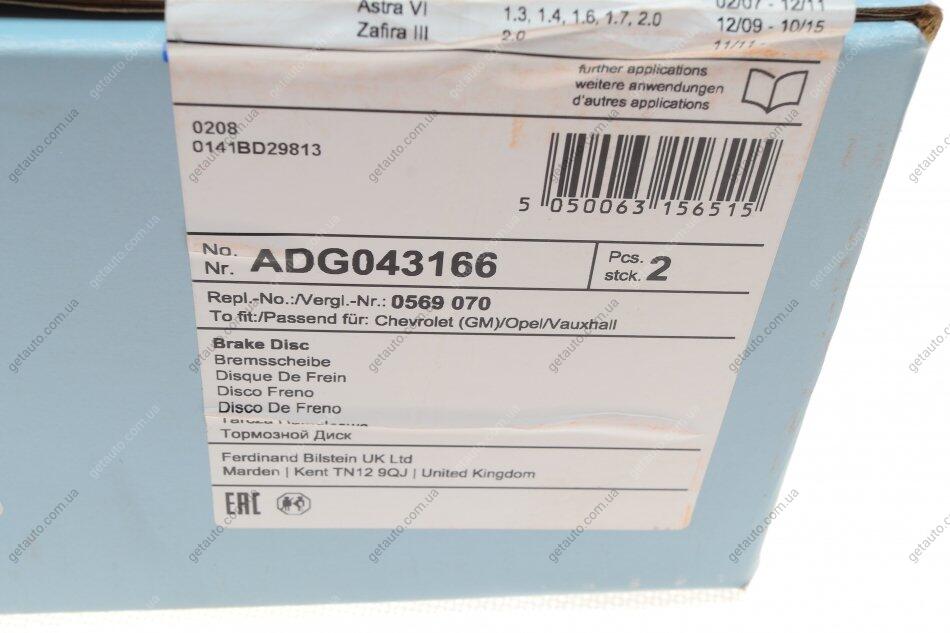 Astra VI 1.3, 1.4, 1.6, 1.7, 2.0 12/09 - 10/15
Zafira III 2.0 11/11 -
further applications
weitere anwendungen
d'autres applications
0208
0141BD29813
5 050063 156515
No.
Nr. ADG043166
Pcs.
stck. 2
Repl.-No.:/Vergl.-Nr.: 0569 070
To fit:/Passend für: Chevrolet (GM)/Opel/Vauxhall
Brake Disc
Bremsscheibe
Disque De Frein
Disco Freno
Disco De Freno
Тормозной Диск
Ferdinand Bilstein UK Ltd
Marden | Kent TN12 9QJ | United Kingdom
EAC
getauto.com.ua